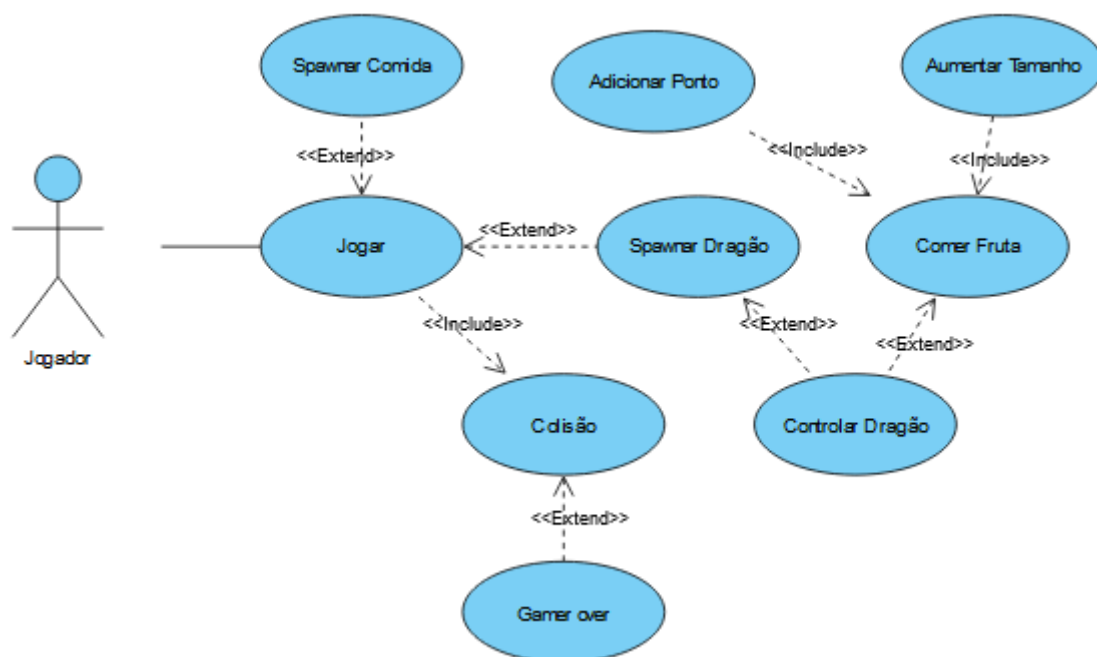 Spawnar Comida
Adicionar Ponto
Aumentar Tamanho
<<Extend>>
<<Include>>
<<Include>>
Jogar
<<Extend>>
Spawnar Dragão
Comer Fruta
Jogador
<<Include>>
<<Extend>>
<<Extend>>
Colisão
Controlar Dragão
<<Extend>>
Gamer over